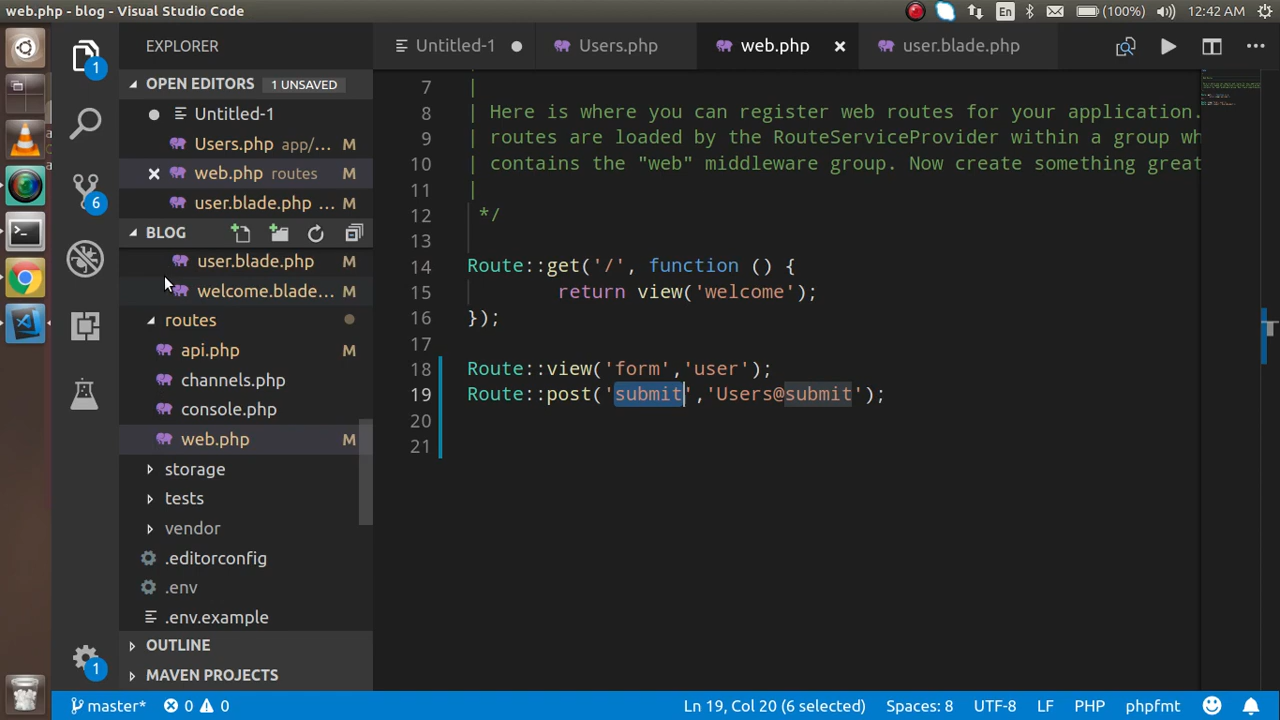 web.php - blog - Visual Studio Code
En
(100%)
12:42 AM
EXPLORER
OPEN EDITORS 1 UNSAVED
Untitled-1
Users.php app/... M
web.php routes M
user.blade.php ... M
BLOG
user.blade.php M
welcome.blade... M
routes
api.php M
channels.php
console.php
web.php M
storage
tests
vendor
.editorconfig
.env
.env.example
OUTLINE
MAVEN PROJECTS
1
6
1
Untitled-1
Users.php
web.php
user.blade.php
7 |
8 | Here is where you can register web routes for your application.
9 | routes are loaded by the RouteServiceProvider within a group wh
10 | contains the "web" middleware group. Now create something great
11 |
12 */
13
14 Route::get('/', function () {
15 return view('welcome');
16 });
17
18 Route::view('form','user');
19 Route::post('submit','Users@submit');
20
21
master* 0 0
Ln 19, Col 20 (6 selected)
Spaces: 8
UTF-8
LF
PHP
phpfmt